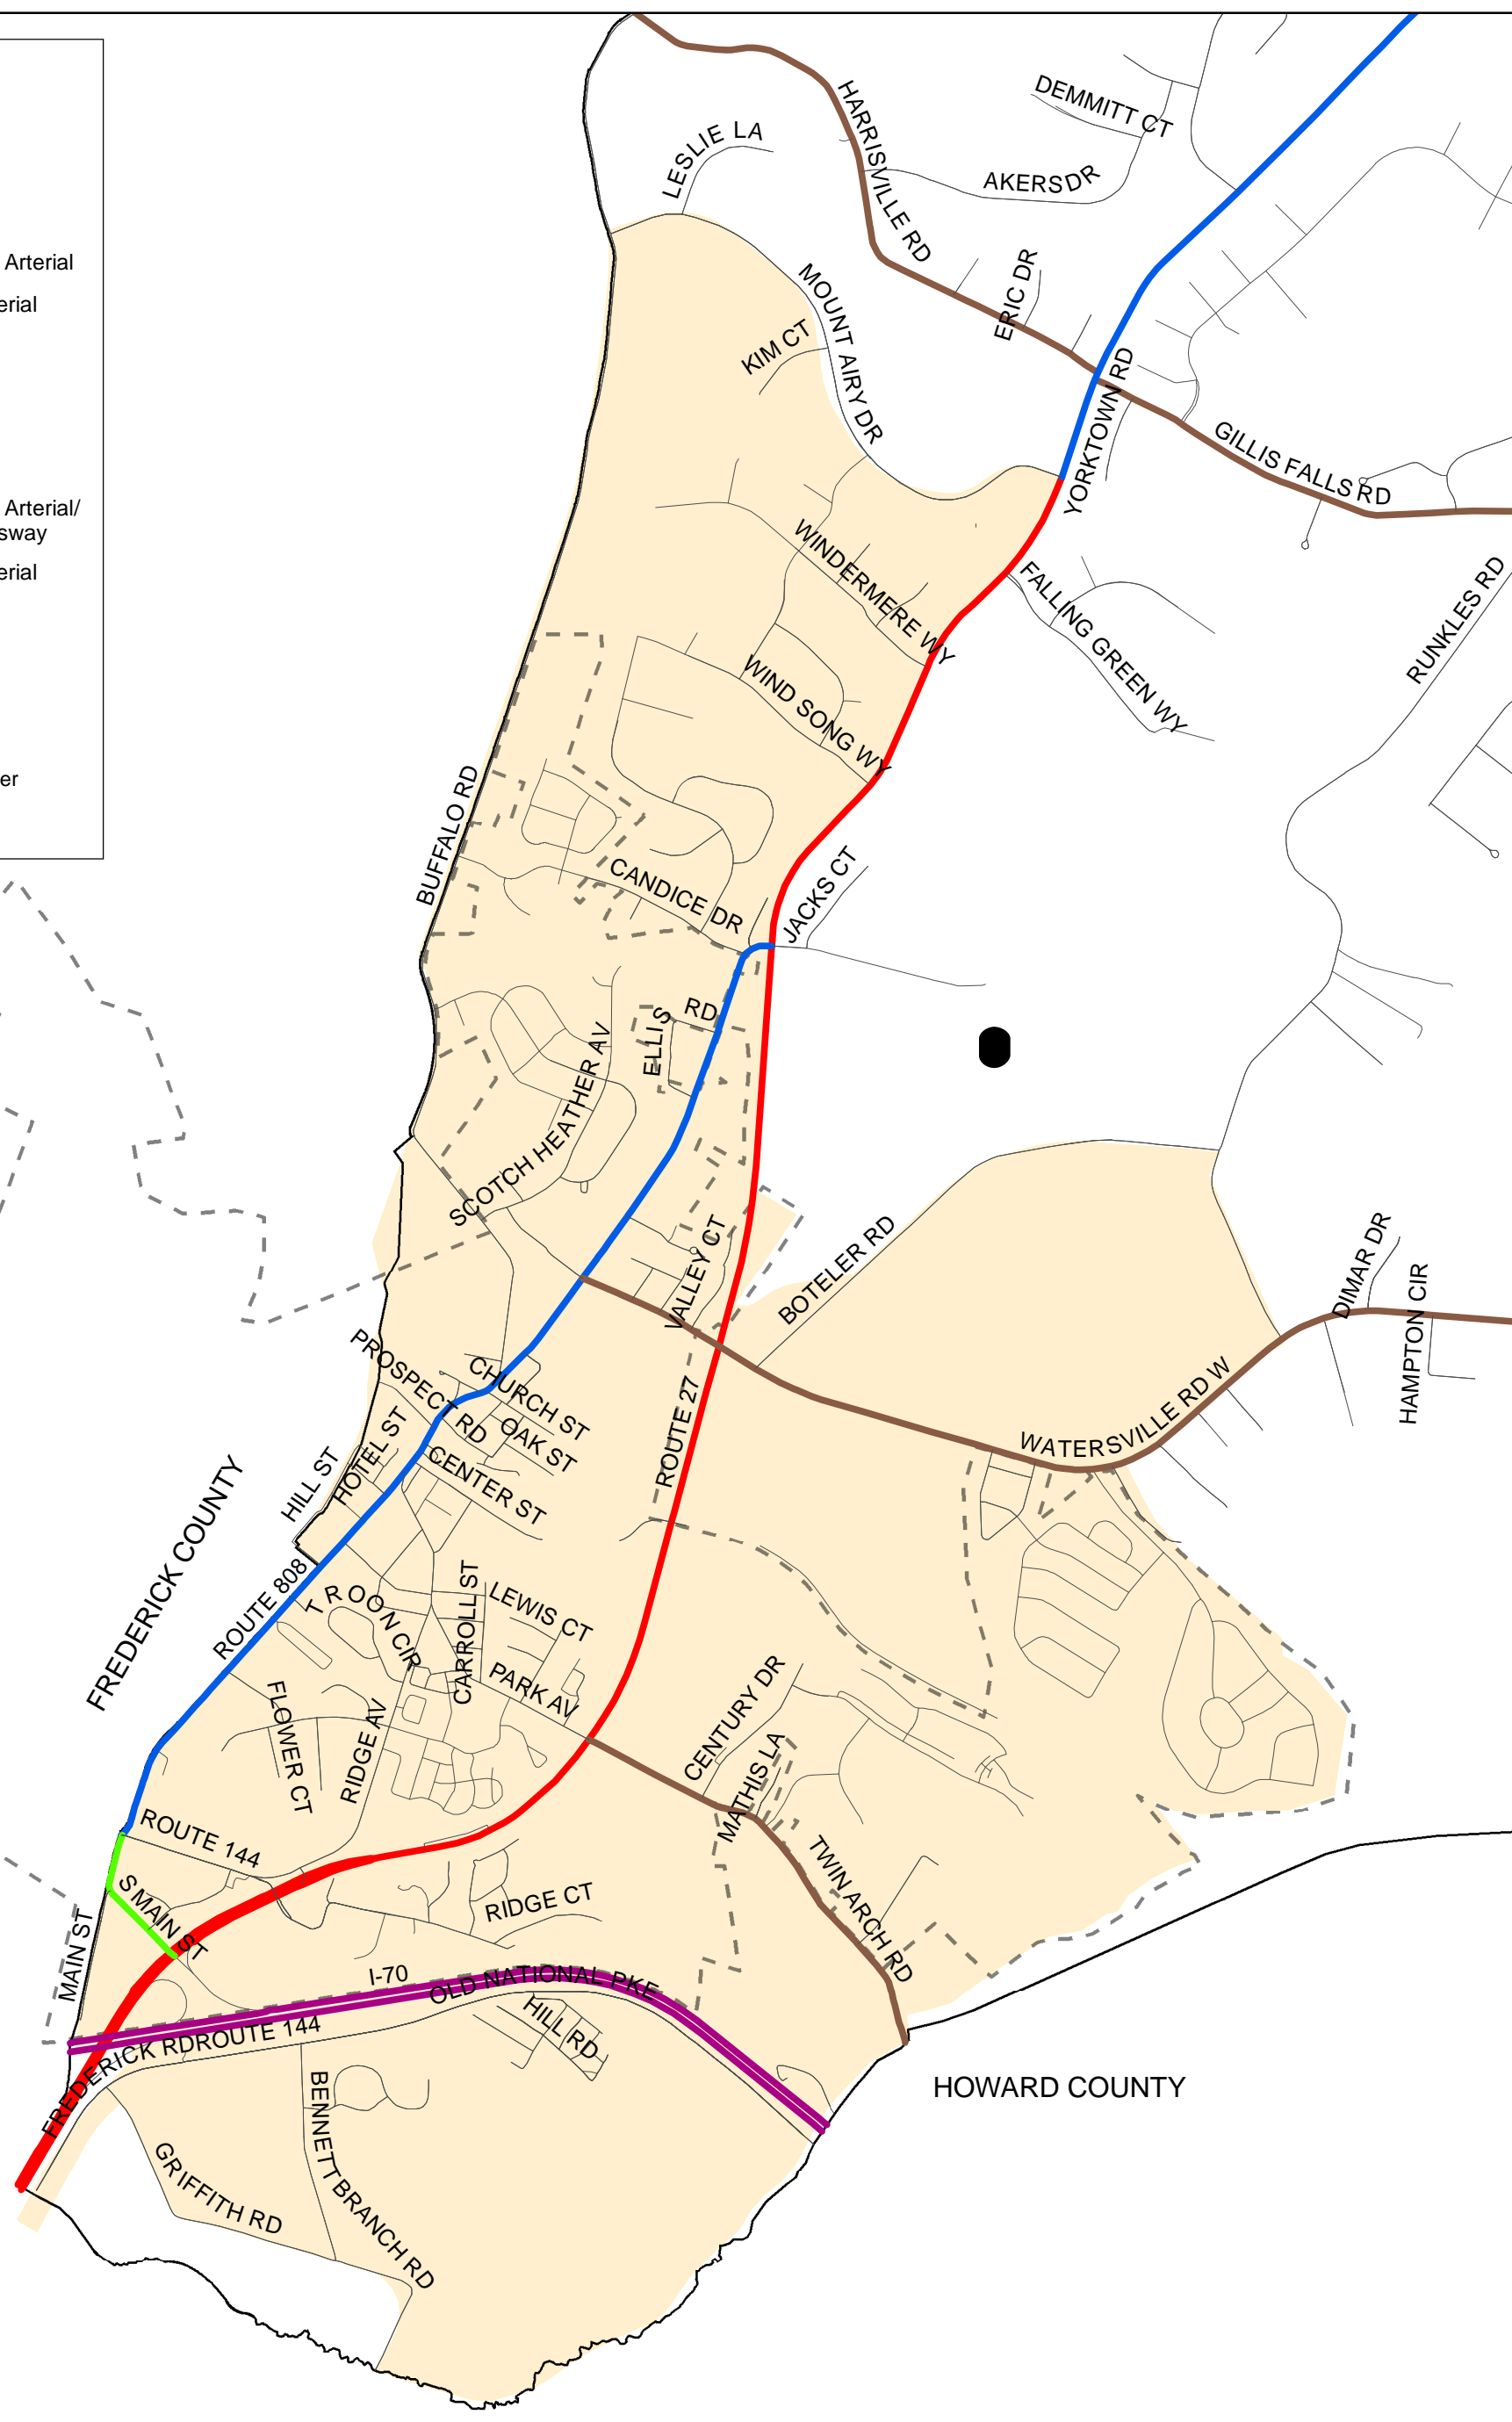 Arterial
erial
Arterial/
sway
erial
er
HARRISVILLE RD
DEMMITT CT
LESLIE LA
AKERS DR
MOUNT AIRY DR
ERIC DR
KIM CT
YORKTOWN RD
GILLIS FALLS RD
WINDERMERE WY
FALLING GREEN WY
RUNKLES RD
WIND SONG WY
BUFFALO RD
CANDICE DR
JACKS CT
ELLIS RD
SCOTCH HEATHER AV
VALLEY CT
BOTELER RD
DIMAR DR
HAMPTON CIR
PROSPECT RD
CHURCH ST
OAK ST
ROUTE 27
WATERSVILLE RD W
HOTEL ST
HILL ST
CENTER ST
FREDERICK COUNTY
ROUTE 808
TROON CIR
CARROLL ST
LEWIS CT
PARK AV
CENTURY DR
FLOWER CT
RIDGE AV
MATHIS LA
ROUTE 144
TWIN ARCH RD
S MAIN ST
RIDGE CT
MAIN ST
I-70
OLD NATIONAL PKE
HILL RD
FREDERICK RD
ROUTE 144
HOWARD COUNTY
BENNETT BRANCH RD
GRIFFITH RD